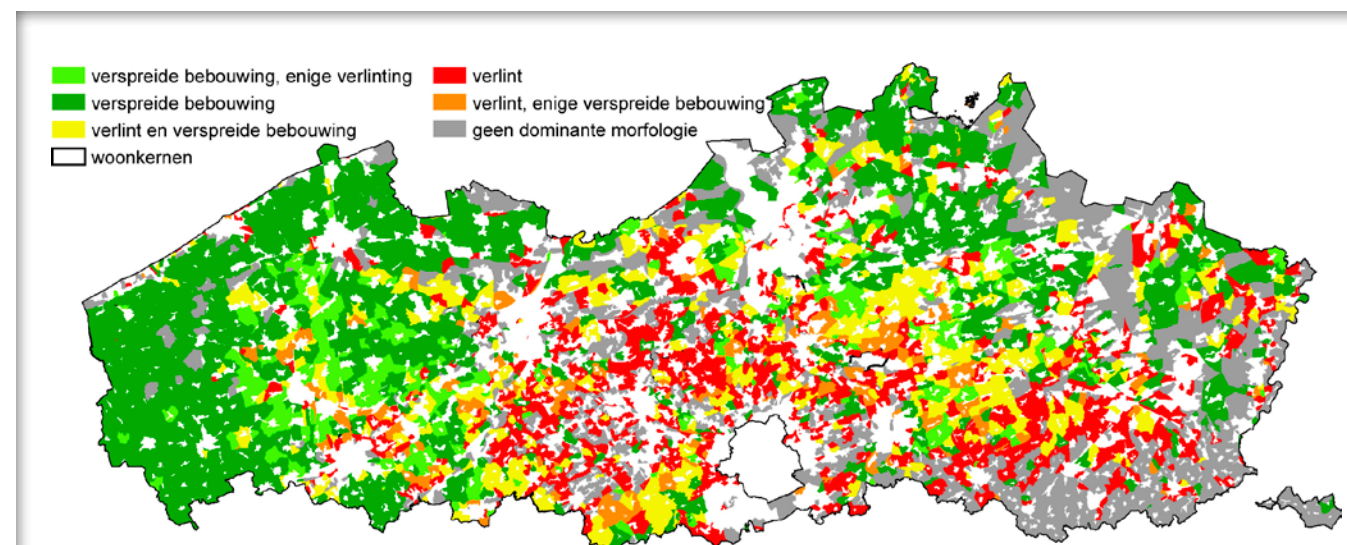 verspreide bebouwing, enige verlinting
verspreide bebouwing
verlint en verspreide bebouwing
woonkernen
verlint
verlint, enige verspreide bebouwing
geen dominante morfologie